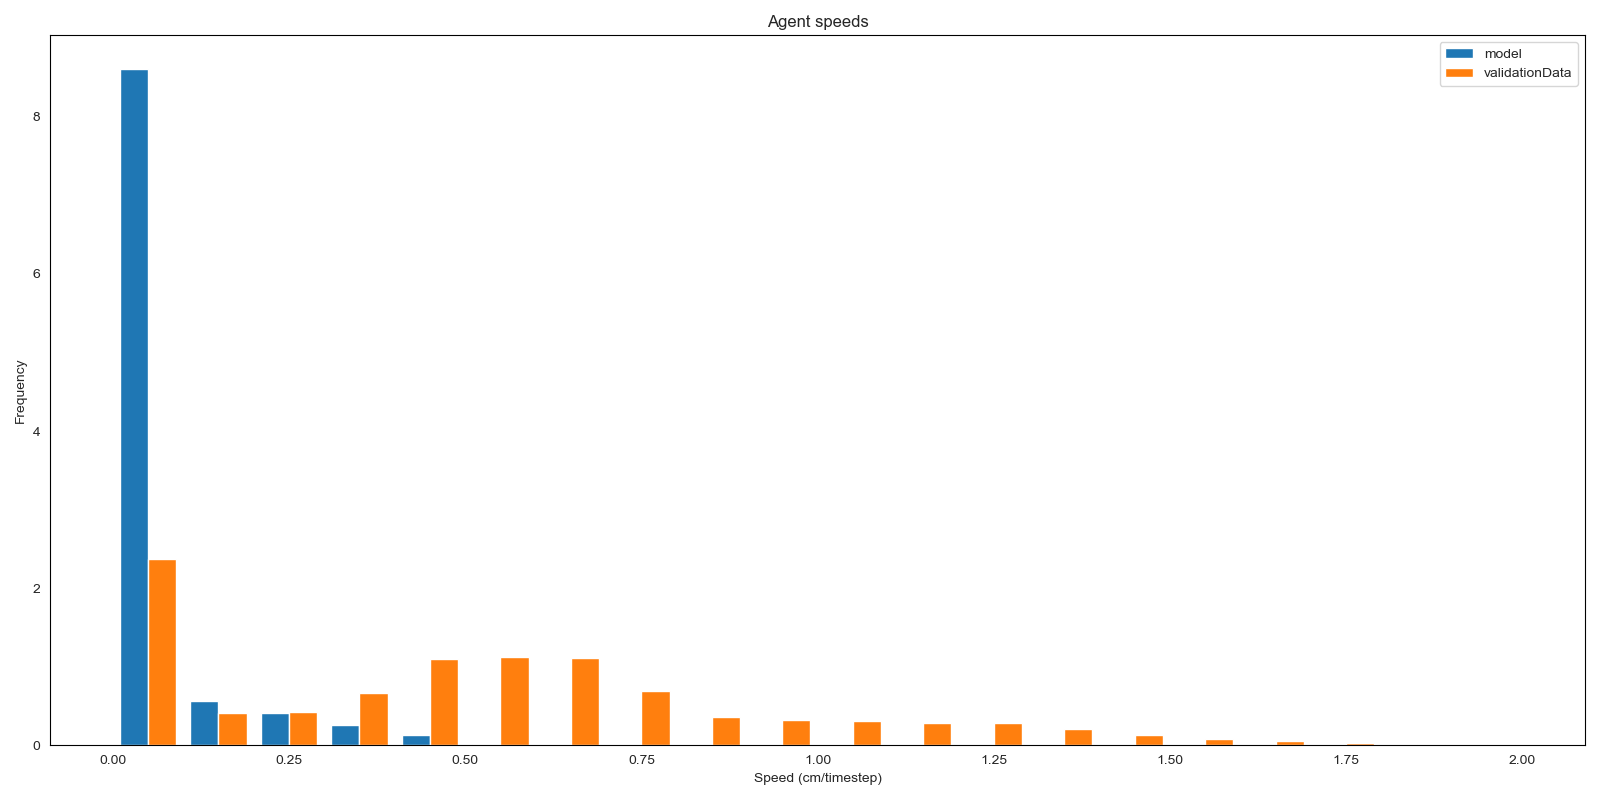 Agent speeds
model
validationData
8
6
4
2
0
Frequency
0.00 0.25 0.50 0.75 1.00 1.25 1.50 1.75 2.00
Speed (cm/timestep)